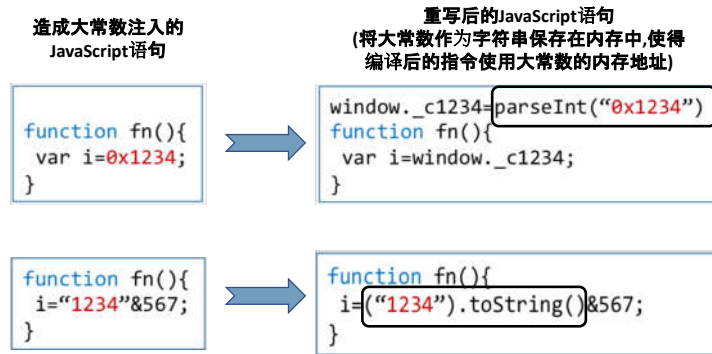 造成大常数注入的
JavaScript语句
重写后的JavaScript语句
(将大常数作为字符串保存在内存中,使得
编译后的指令使用大常数的内存地址)
function fn(){
var i=0x1234;
}
window._c1234=parseInt(“0x1234”)
function fn(){
var i=window._c1234;
}
function fn(){
i=“1234”&567;
}
function fn(){
i=(“1234”).toString()&567;
}